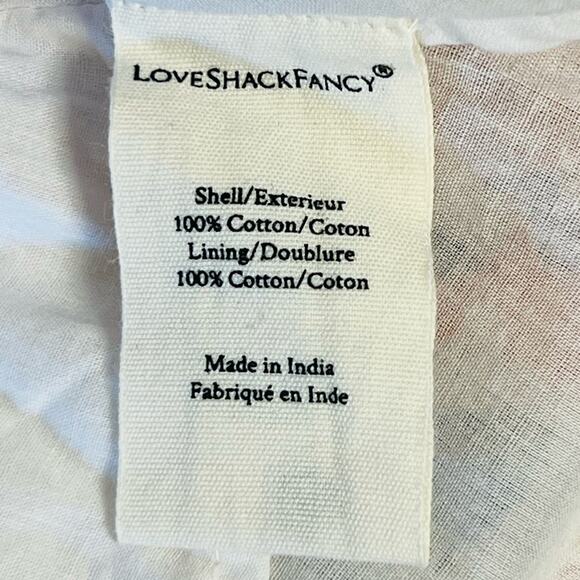 LOVESHACKFANCY®
Shell/Exterieur
100% Cotton/Coton
Lining/Doublure
100% Cotton/Coton
Made in India
Fabriqué en Inde